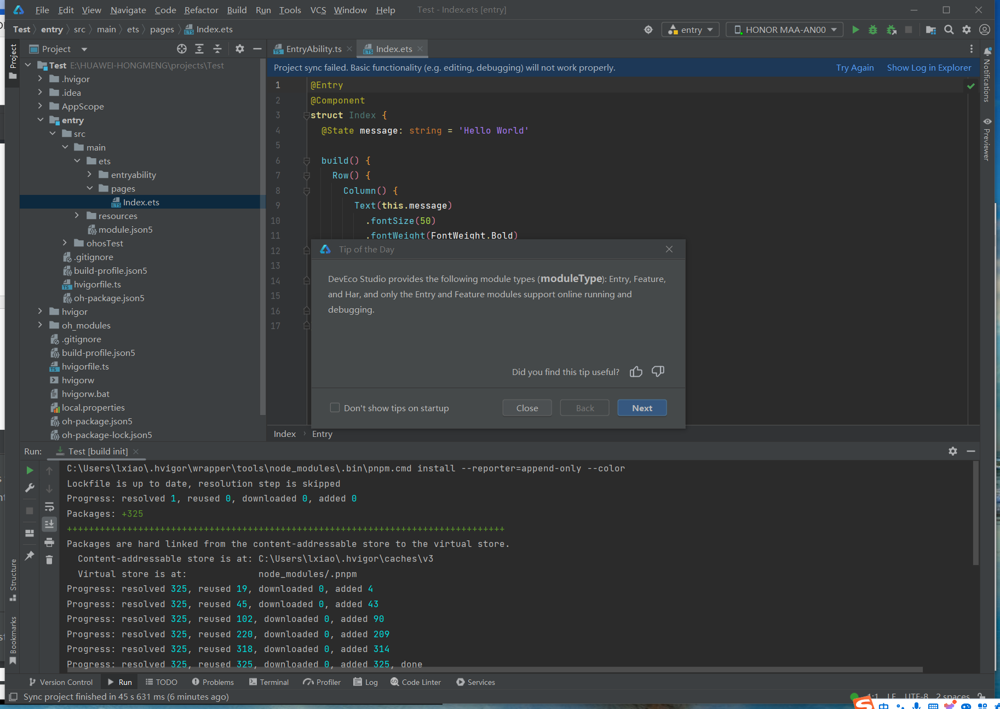 File Edit View Navigate Code Refactor Build Run Tools VCS Window Help Test - Index.ets [entry]
Test entry src main ets pages Index.ets entry HONOR MAA-AN00
Project
EntryAbility.ts Index.ets
Project sync failed. Basic functionality (e.g. editing, debugging) will not work properly. Try Again Show Log in Explorer
Project
Structure
Bookmarks
Notifications
Previewer
Test E:\HUAWEI-HONGMENG\projects\Test
.hvigor
.idea
AppScope
entry
src
main
ets
entryability
pages
Index.ets
resources
module.json5
ohosTest
.gitignore
build-profile.json5
hvigorfile.ts
oh-package.json5
hvigor
oh_modules
.gitignore
build-profile.json5
hvigorfile.ts
hvigorw
hvigorw.bat
local.properties
oh-package.json5
oh-package-lock.json5
1 @Entry
2 @Component
3 struct Index {
4 @State message: string = 'Hello World'
5
6 build() {
7 Row() {
8 Column() {
9 Text(this.message)
10 .fontSize(50)
11 .fontWeight(FontWeight.Bold)
12
13
14
15
16
17
Tip of the Day
DevEco Studio provides the following module types (moduleType): Entry, Feature,
and Har, and only the Entry and Feature modules support online running and
debugging.
Did you find this tip useful?
Don't show tips on startup Close Back Next
Index Entry
Run: Test [build init]
C:\Users\lxiao\.hvigor\wrapper\tools\node_modules\.bin\pnpm.cmd install --reporter=append-only --color
Lockfile is up to date, resolution step is skipped
Progress: resolved 1, reused 0, downloaded 0, added 0
Packages: +325
++++++++++++++++++++++++++++++++++++++++++++++++++++++++++++++++++++++++++++++++
Packages are hard linked from the content-addressable store to the virtual store.
Content-addressable store is at: C:\Users\lxiao\.hvigor\caches\v3
Virtual store is at: node_modules/.pnpm
Progress: resolved 325, reused 19, downloaded 0, added 4
Progress: resolved 325, reused 45, downloaded 0, added 43
Progress: resolved 325, reused 102, downloaded 0, added 90
Progress: resolved 325, reused 220, downloaded 0, added 209
Progress: resolved 325, reused 318, downloaded 0, added 314
Progress: resolved 325, reused 325, downloaded 0, added 325, done
Version Control Run TODO Problems Terminal Profiler Log Code Linter Services
Sync project finished in 45 s 631 ms (6 minutes ago) 1:1 LF UTF-8 2 spaces
中